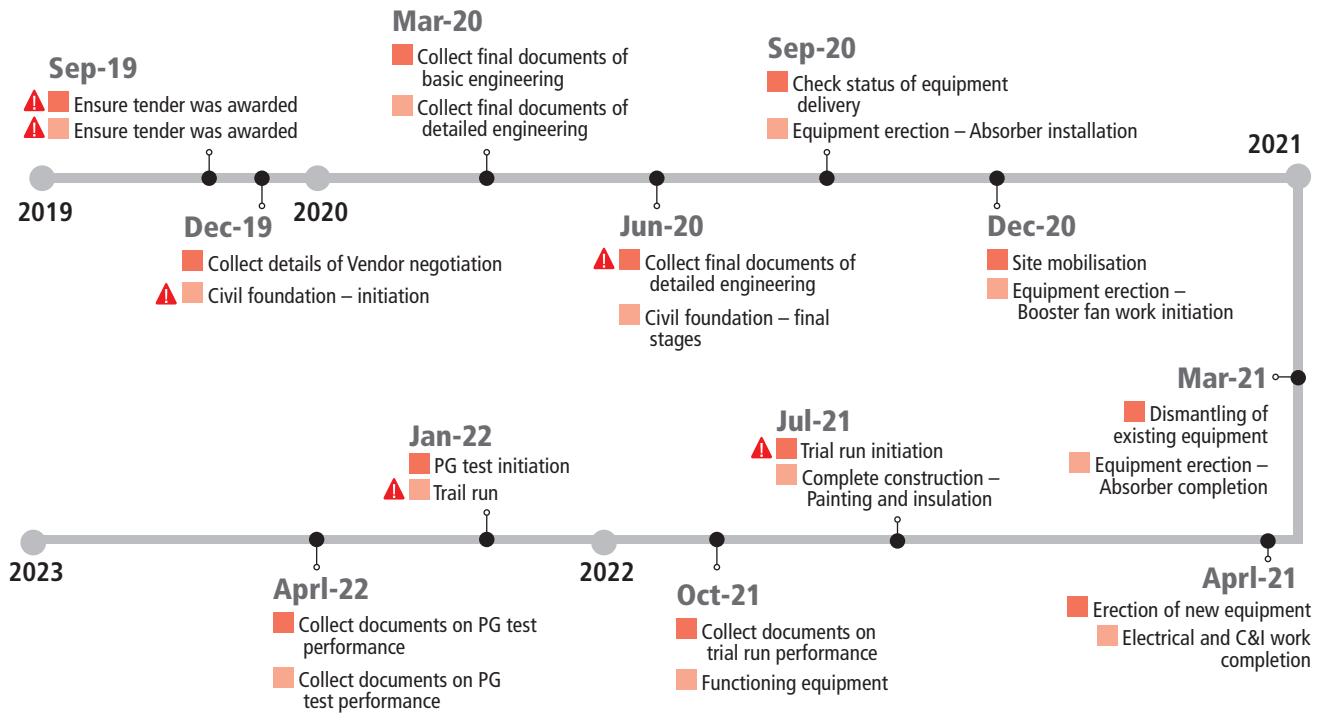 Sep-19
Ensure tender was awarded
Ensure tender was awarded
Mar-20
Collect final documents of
basic engineering
Collect final documents of
detailed engineering
Sep-20
Check status of equipment
delivery
Equipment erection – Absorber installation
2019
2020
2021
Dec-19
Collect details of Vendor negotiation
Civil foundation – initiation
Jun-20
Collect final documents of
detailed engineering
Civil foundation – final
stages
Dec-20
Site mobilisation
Equipment erection –
Booster fan work initiation
Mar-21
Dismantling of
existing equipment
Equipment erection –
Absorber completion
Aprl-21
Erection of new equipment
Electrical and C&I work
completion
Jul-21
Trial run initiation
Complete construction –
Painting and insulation
Oct-21
Collect documents on
trial run performance
Functioning equipment
2022
Jan-22
PG test initiation
Trail run
Aprl-22
Collect documents on PG test
performance
Collect documents on PG
test performance
2023